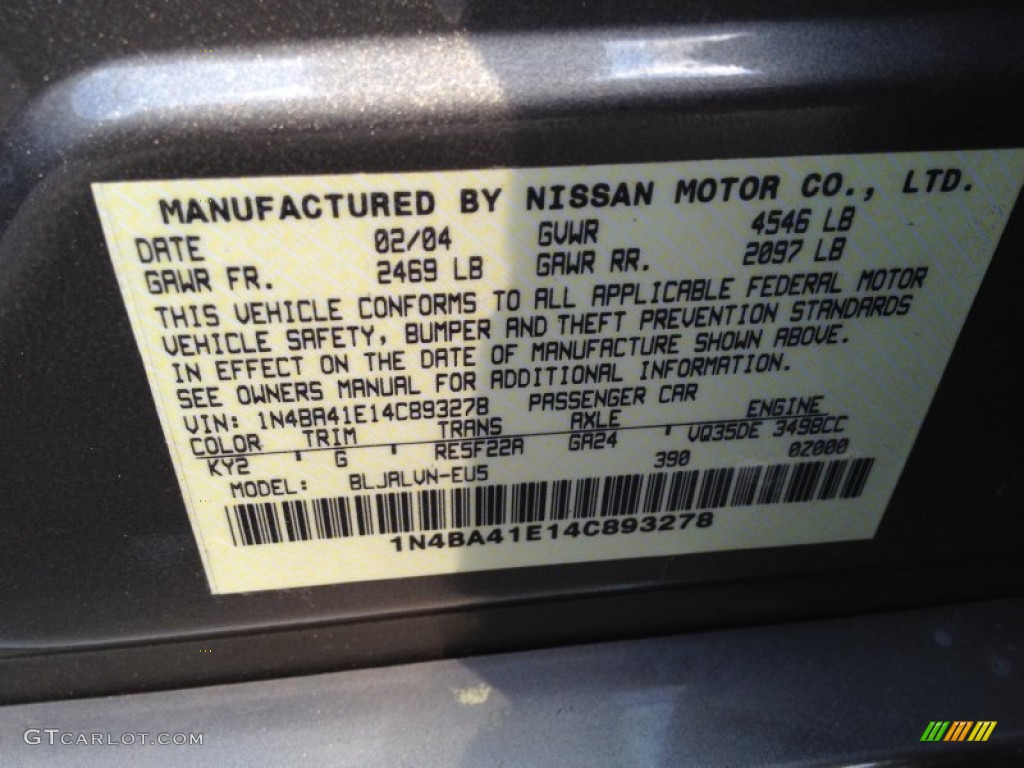 MANUFACTURED BY NISSAN MOTOR CO., LTD.
DATE 02/04 GVWR 4546 LB
GAWR FR. 2469 LB GAWR RR. 2097 LB
THIS VEHICLE CONFORMS TO ALL APPLICABLE FEDERAL MOTOR
VEHICLE SAFETY, BUMPER AND THEFT PREVENTION STANDARDS
IN EFFECT ON THE DATE OF MANUFACTURE SHOWN ABOVE.
SEE OWNERS MANUAL FOR ADDITIONAL INFORMATION.
VIN: 1N4BA41E14C893278 PASSENGER CAR
COLOR TRIM TRANS AXLE ENGINE
KY2 ' G ' RE5F22A GA24 ' VQ35DE 3498CC
MODEL: BLJALVN-EU5 390 0Z000
1N4BA41E14C893278
GTCARLOT.COM